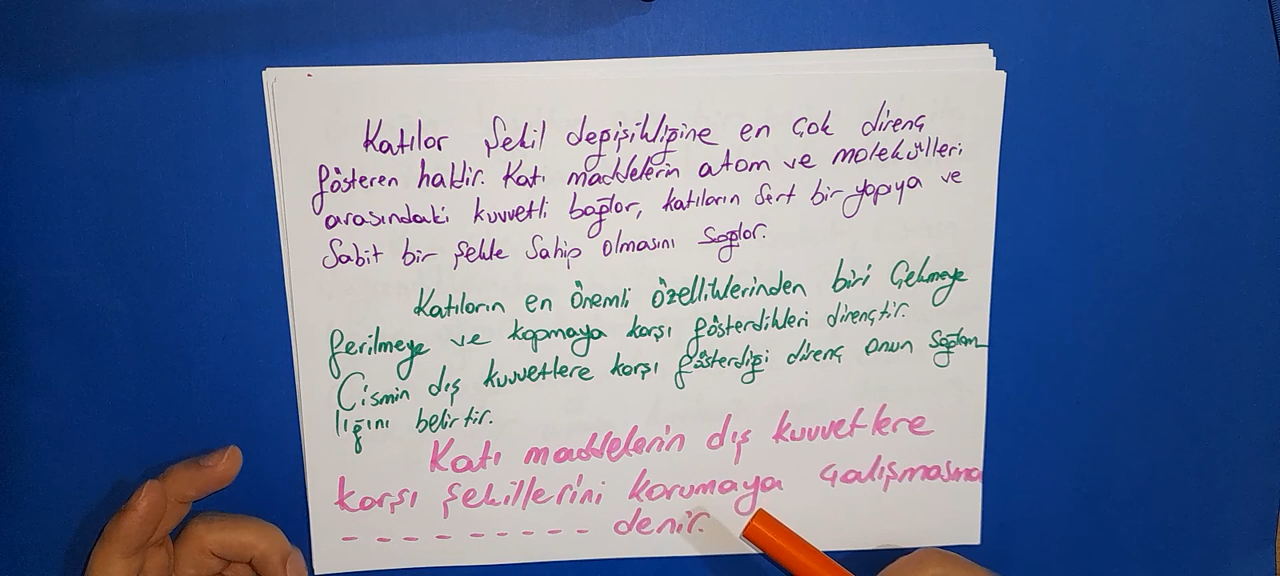 Katılar şekil değişikliğine en çok direnç
gösteren haldir. Katı maddelerin atom ve molekülleri
arasındaki kuvvetli bağlar, katıların sert bir yapıya ve
Sabit bir şekle Sahip olmasını sağlar.
Katıların en önemli özelliklerinden biri Çekmeye
gerilmeye ve kopmaya karşı gösterdikleri dirençtir.
Cismin dış kuvvetlere karşı gösterdiği direnç onun sağlam
lığını belirtir.
Katı maddelerin dış kuvvetlere
karşı şekillerini korumaya çalışmasına
- - - - - - - - - denir.